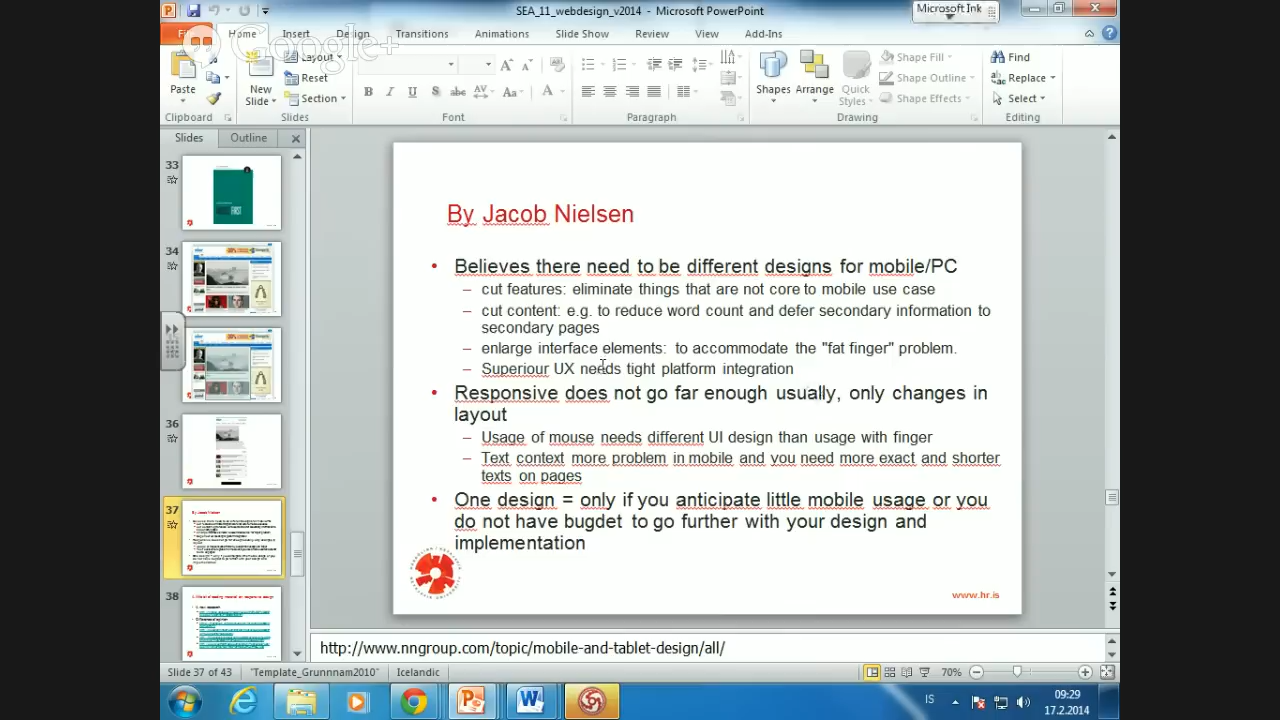 SEA_11_webdesign_v2014 - Microsoft PowerPoint
Microsoft Ink
File Home Insert Design Transitions Animations Slide Show Review View Add-Ins
Google+
Paste
New Slide
Layout
Reset
Section
Shapes Arrange Quick Styles
Shape Fill
Shape Outline
Shape Effects
Find
Replace
Select
Clipboard Slides Font Paragraph Drawing Editing
Slides Outline
33
34
36
37
38
By Jacob Nielsen
• Believes there need to be different designs for mobile/PC
– cut features, eliminate things that are not core to mobile use case
– cut content: e.g. to reduce word count and defer secondary information to
secondary pages
– enlarge interface elements: to accommodate the "fat finger" problem.
– Superiour UX needs tight platform integration
• Responsive does not go far enough usually, only changes in
layout
– Usage of mouse needs different UI design than usage with finger
– Text context more problem in mobile and you need more exact and shorter
texts on pages
• One design = only if you anticipate little mobile usage or you
do not have bugdet to go further with your design and
implementation
www.hr.is
http://www.nngroup.com/topic/mobile-and-tablet-design/all/
Slide 37 of 43 "Template_Grunnnam2010" Icelandic 70%
IS
09:29
17.2.2014